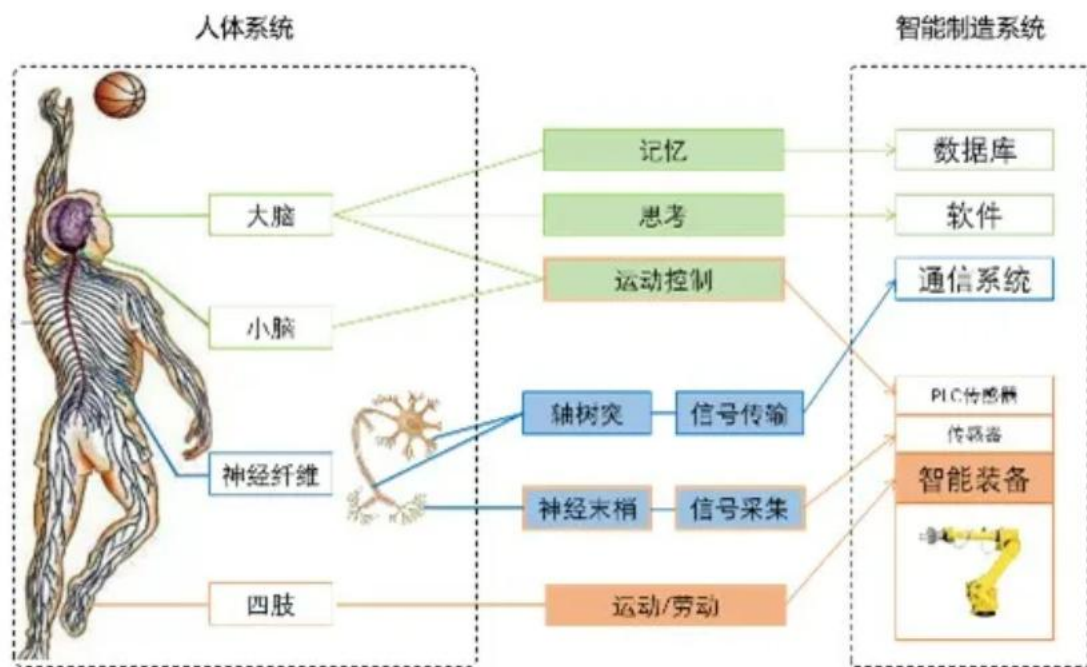 人体系统
智能制造系统
记忆
数据库
大脑
思考
软件
运动控制
通信系统
小脑
PLC传感器
轴树突
信号传输
传感器
神经纤维
智能装备
神经末梢
信号采集
四肢
运动/劳动